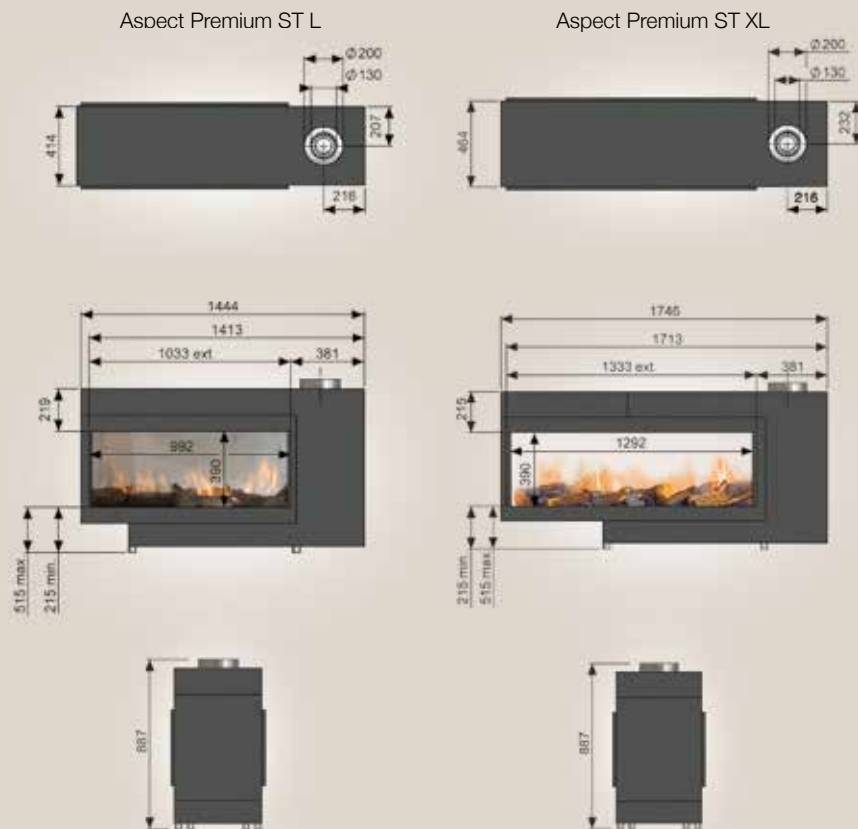 Aspect Premium ST L
Ø200
Ø130
414
207
216
1444
1413
1033 ext.
381
219
992
390
515 max
215 min
887
Aspect Premium ST XL
Ø200
Ø130
464
232
216
1746
1713
1333 ext.
381
215
1292
390
215 min
515 max
887